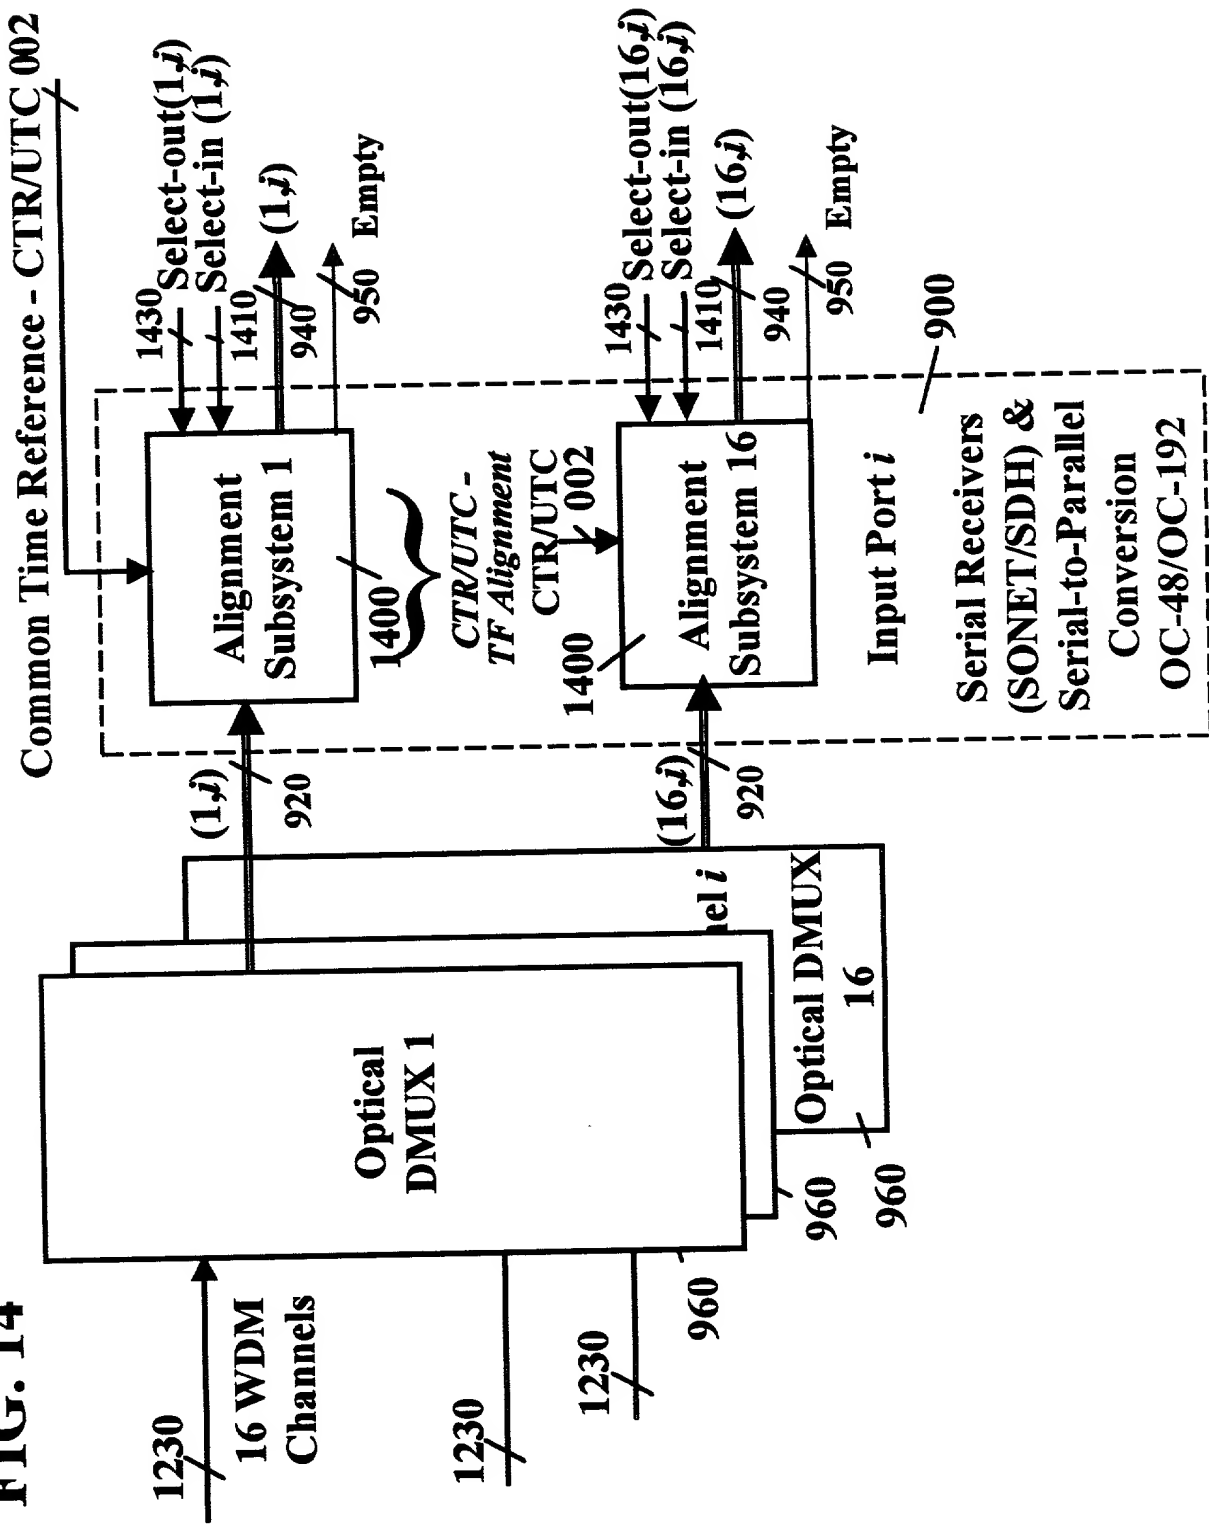 FIG. 14
Common Time Reference - CTR/UTC 002
1230
16 WDM
Channels
1230
1230
Optical
DMUX 1
960
960
960
nel i
Optical DMUX
16
(1,i)
920
(16,i)
920
Alignment
Subsystem 1
1400
CTR/UTC -
TF Alignment
CTR/UTC
002
1400
Alignment
Subsystem 16
Input Port i
Serial Receivers
(SONET/SDH) &
Serial-to-Parallel
Conversion
OC-48/OC-192
900
1430
Select-out(1,i)
Select-in (1,i)
1410
(1,i)
940
950
Empty
1430
Select-out(16,i)
Select-in (16,i)
1410
(16,i)
940
950
Empty